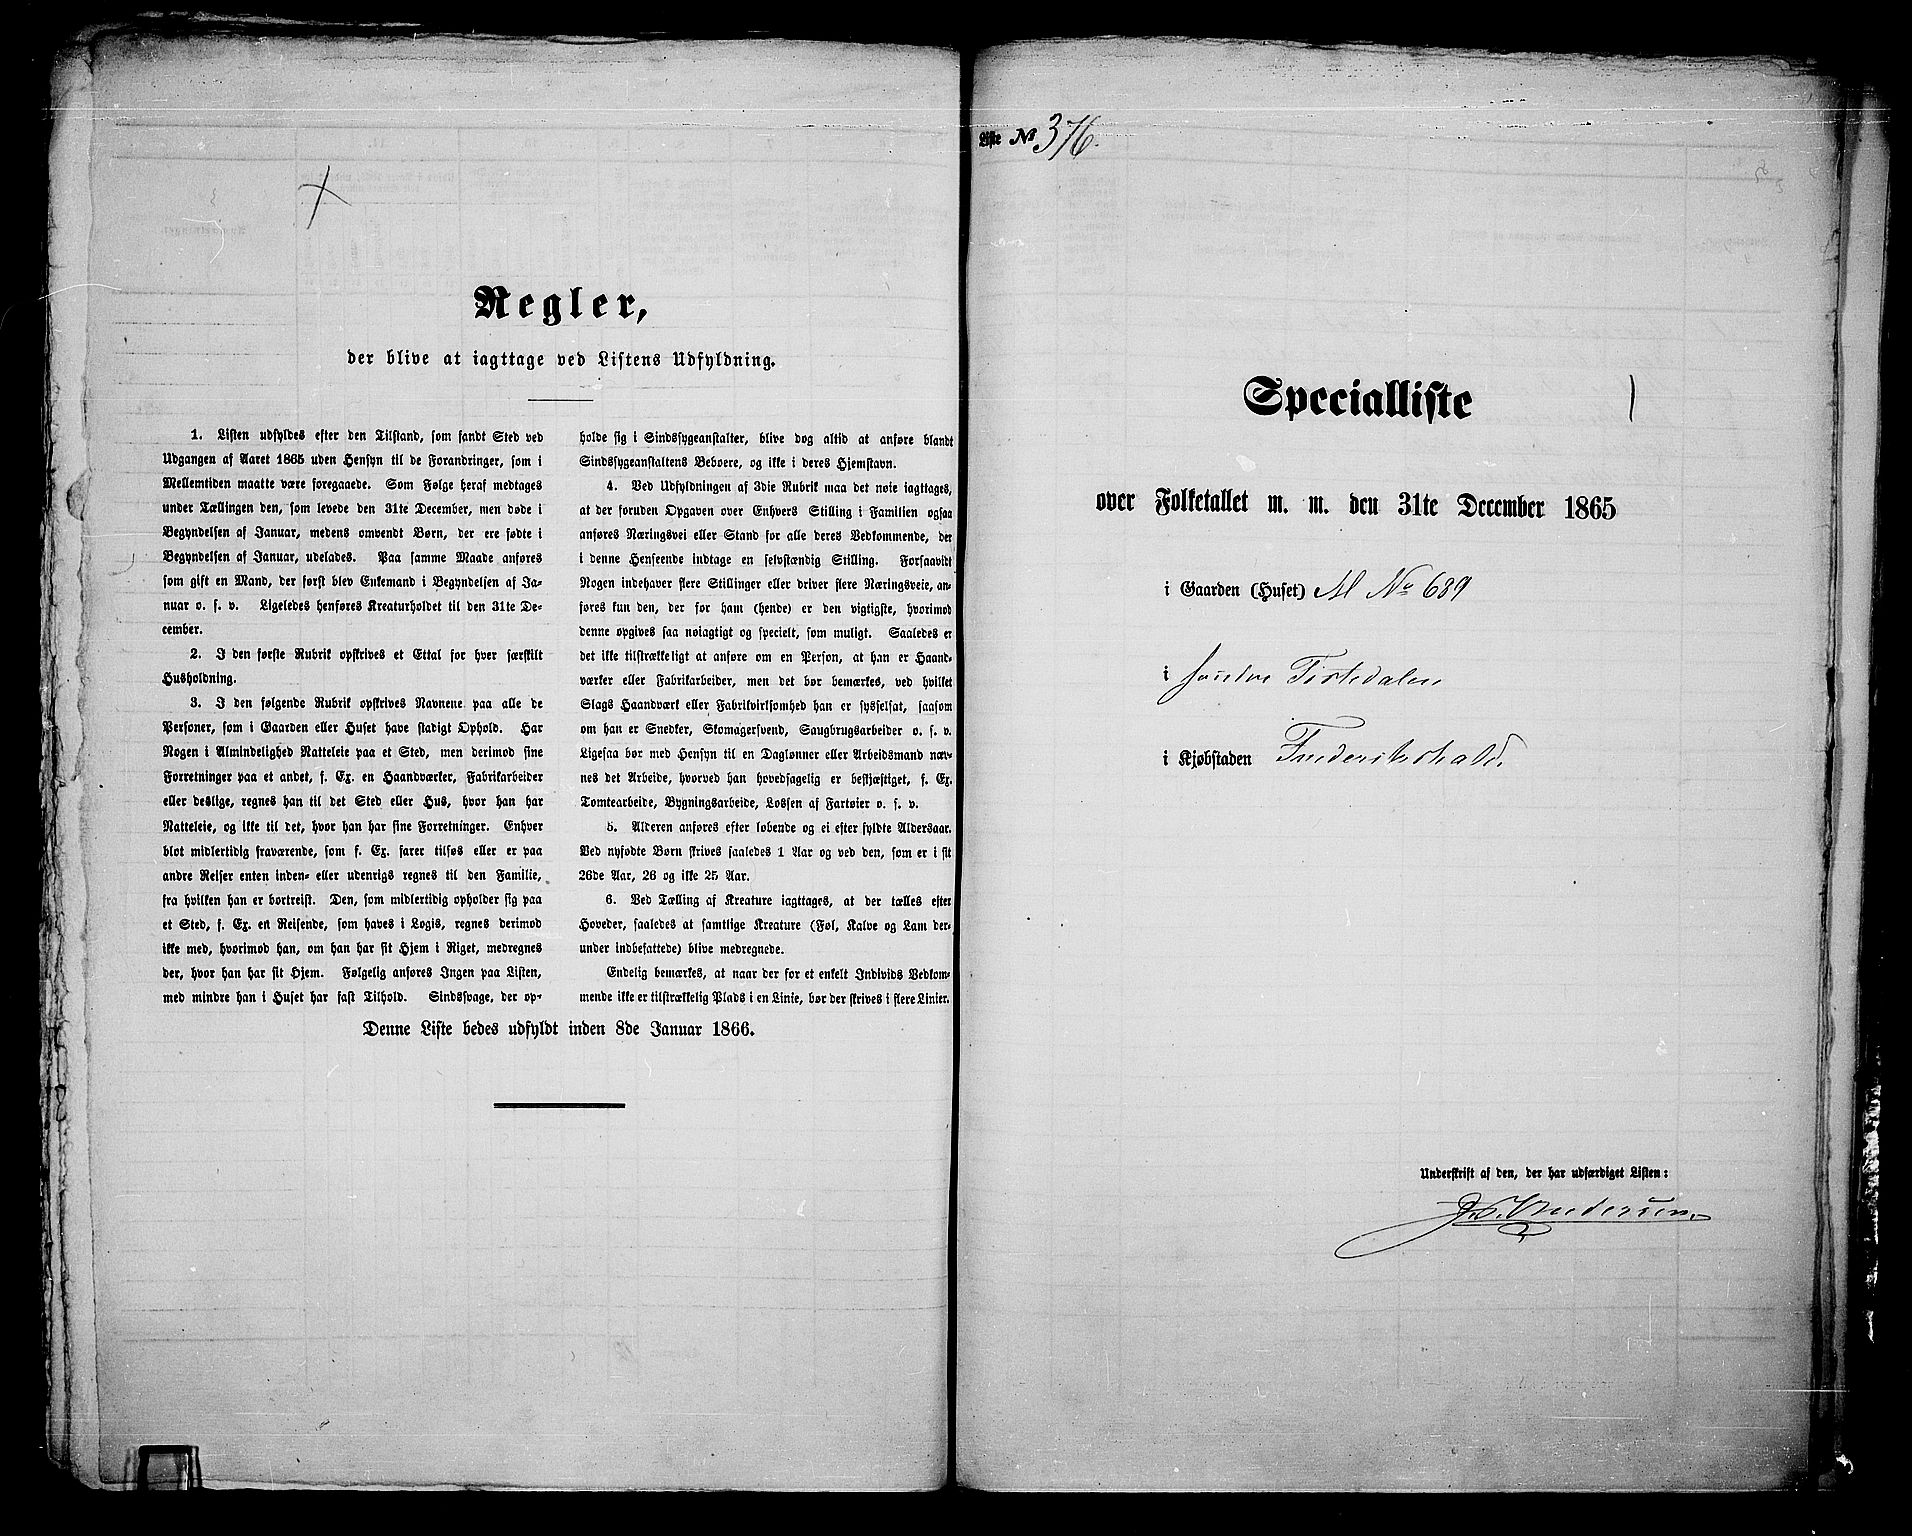 Regler,
der blive at iagttage ved Listens Udfyldning.
1. Listen udfyldes efter den Tilstand, som fandt Sted ved
Udgangen af Aaret 1865 uden Hensyn til de Forandringer, som i
Mellemtiden maatte være foregaaede. Som Følge heraf medtages
under Tællingen den, som levede den 31te December, men døde i
Begyndelsen af Januar, medens omvendt Børn, der ere fødte i
Begyndelsen af Januar, udelades. Paa samme Maade anføres
som gift en Mand, der først blev Enkemand i Begyndelsen af Ja-
nuar o. s. v. Ligeledes henføres Kreaturholdet til den 31te De-
cember.
2. I den første Rubrik opskrives et Ettal for hver særskilt
Husholdning.
3. I den følgende Rubrik opskrives Navnene paa alle de
Personer, som i Gaarden eller Huset have stadigt Ophold. Har
Nogen i Almindelighed Natteleie paa et Sted, men derimod sine
Forretninger paa et andet, f. Ex. en Haandværker, Fabrikarbeider
eller deslige, regnes han til det Sted eller Hus, hvor han har
Natteleie, og ikke til det, hvor han har sine Forretninger. Enhver
blot midlertidig fraværende, som f. Ex. farer tilsøs eller er paa
andre Reiser enten inden- eller udenrigs regnes til den Familie,
fra hvilken han er bortreist. Den, som midlertidig opholder sig paa
et Sted, f. Ex. en Reisende, som haves i Logis, regnes derimod
ikke med, hvorimod han, om han har sit Hjem i Riget, medregnes
der, hvor han har sit Hjem. Følgelig anføres Ingen paa Listen,
med mindre han i Huset har fast Tilhold. Sindssvage, der op-
holde sig i Sindssygeanstalter, blive dog altid at anføre blandt
Sindssygeanstaltens Beboere, og ikke i deres Hjemstavn.
4. Ved Udfyldningen af 3die Rubrik maa det nøie iagttages,
at der foruden Opgaven over Enhvers Stilling i Familien ogsaa
anføres Næringsvei eller Stand for alle deres Vedkommende, der
i denne Henseende indtage en selvstændig Stilling. Forsaavidt
Nogen indehaver flere Stillinger eller driver flere Næringsveie, an-
føres kun den, der for ham (hende) er den vigtigste, hvorimod
denne opgives saa nøiagtigt og specielt, som muligt. Saaledes er
det ikke tilstrækkeligt at anføre om en Person, at han er Haand-
værker eller Fabrikarbeider, men det bør bemærkes, ved hvilket
Slags Haandværk eller Fabrikvirksomhed han er sysselsat, saasom
om han er Snedker, Skomagersvend, Saugbrugsarbeider o. s. v.
Ligesaa bør med Hensyn til en Dagløhner eller Arbeidsmand næv-
nes det Arbeide, hvorved han hovedsagelig er beskjæftiget, f. Ex.
Tomtearbeide, Bygningsarbeide, Lossen af Fartøier o. s. v.
5. Alderen anføres efter løbende og ei efter fyldte Aldersaar.
Ved nyfødte Børn skrives saaledes 1 Aar og ved den, som er i sit
26de Aar, 26 og ikke 25 Aar.
6. Ved Tælling af Kreature iagttages, at der tælles efter
Hoveder, saaledes at samtlige Kreature (Føl, Kalve og Lam der-
under indbefattede) blive medregnede.
Endelig bemærkes, at naar der for et enkelt Individs Vedkom-
mende ikke er tilstrækkelig Plads i en Linie, bør der skrives i flere Linier.
Denne Liste bedes udfyldt inden 8de Januar 1866.
Liste № 376.
Specialliste
over Folketallet m. m. den 31te December 1865
i Gaarden (Huset) M No 689
i søndre Tistedalen
i Kjøbstaden Frederikshald.
Underskrift af den, der har udfærdiget Listen:
Andersen.